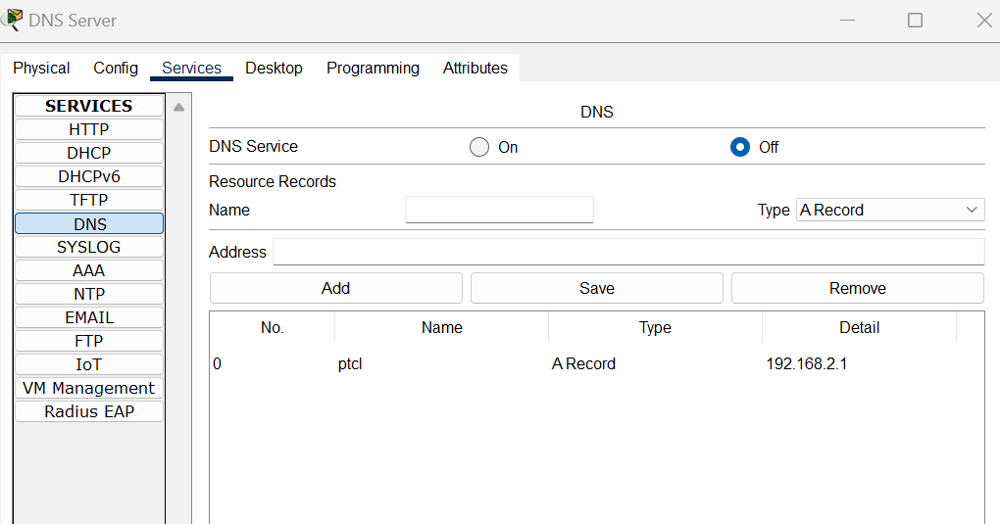 DNS Server
Physical Config Services Desktop Programming Attributes
SERVICES
HTTP
DHCP
DHCPv6
TFTP
DNS
SYSLOG
AAA
NTP
EMAIL
FTP
IoT
VM Management
Radius EAP
DNS
DNS Service On Off
Resource Records
Name Type A Record
Address
Add Save Remove
No. Name Type Detail
0 ptcl A Record 192.168.2.1